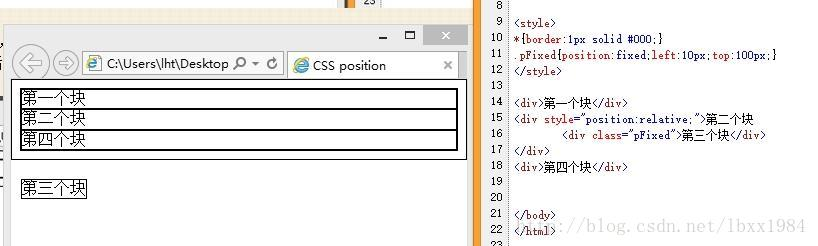 C:\Users\lht\Desktop
CSS position
第一个块
第二个块
第四个块
第三个块
23
8
9 <style>
10 *{border:1px solid #000;}
11 .pFixed{position:fixed;left:10px;top:100px;}
12 </style>
13
14 <div>第一个块</div>
15 <div style="position:relative;">第二个块
16 <div class="pFixed">第三个块</div>
17 </div>
18 <div>第四个块</div>
19
20
21 </body>
22 </html>
http://blog.csdn.net/lbxx1984